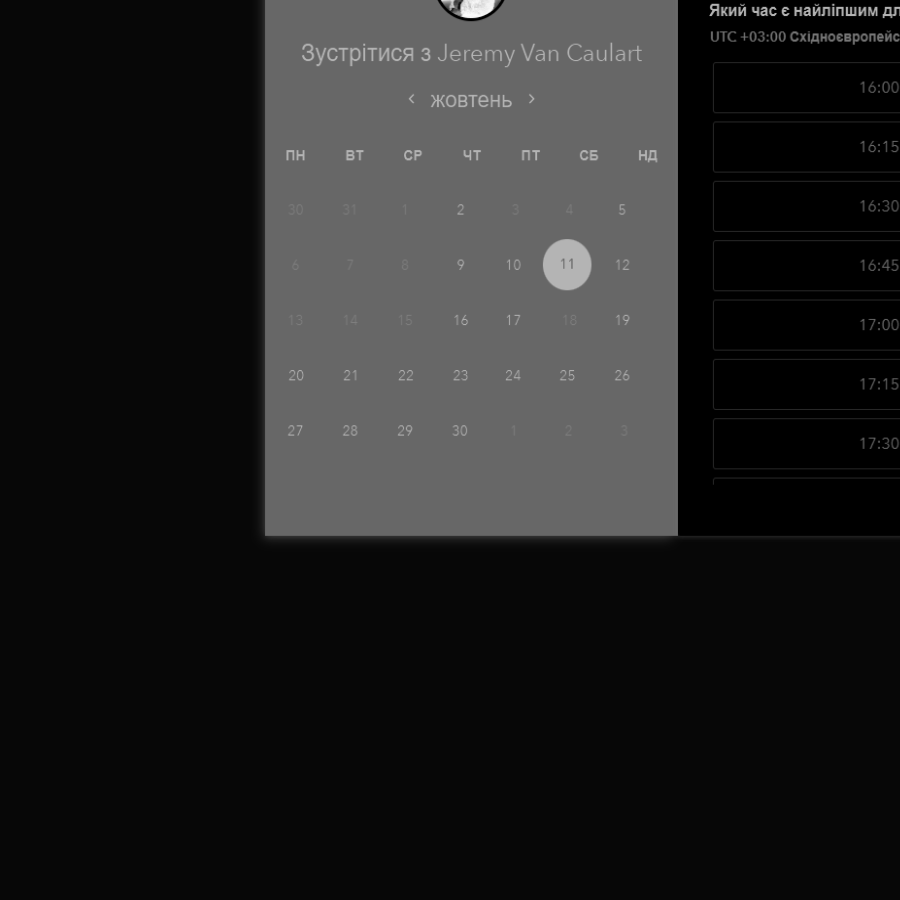 Зустрітися з Jeremy Van Caulart
жовтень
ПН ВТ СР ЧТ ПТ СБ НД
30 31 1 2 3 4 5
6 7 8 9 10 11 12
13 14 15 16 17 18 19
20 21 22 23 24 25 26
27 28 29 30 1 2 3
Який час є найліпшим дл
UTC +03:00 Східноєвропейс
16:00
16:15
16:30
16:45
17:00
17:15
17:30